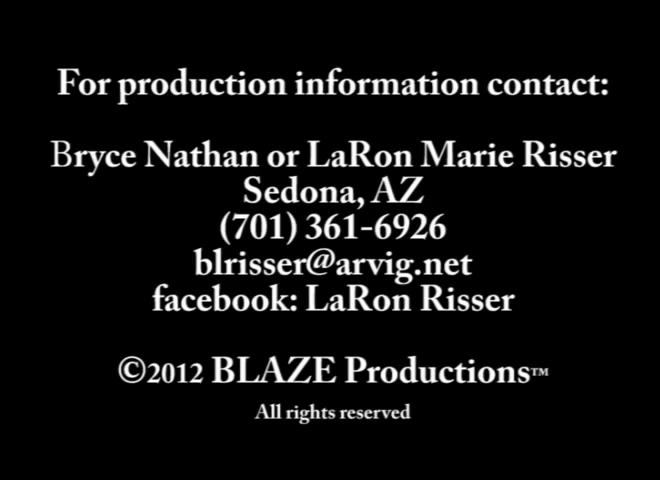 For production information contact:
Bryce Nathan or LaRon Marie Risser
Sedona, AZ
(701) 361-6926
blrisser@arvig.net
facebook: LaRon Risser
©2012 BLAZE Productions™
All rights reserved